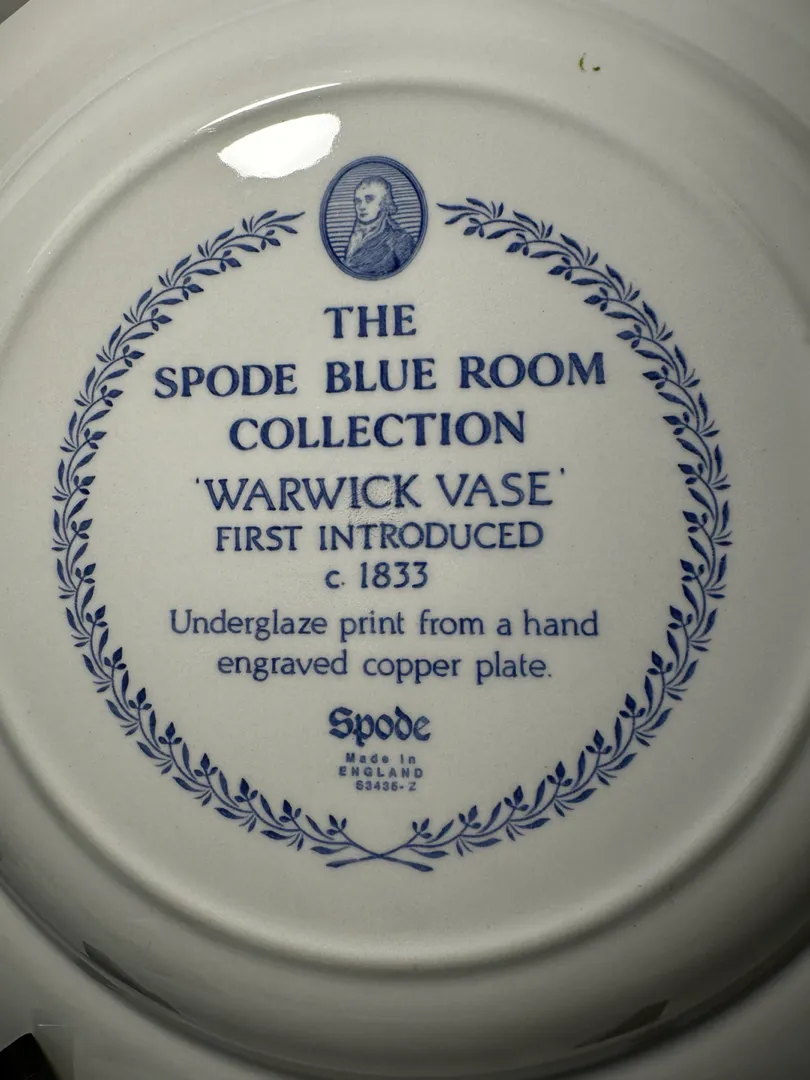 THE
SPODE BLUE ROOM
COLLECTION
'WARWICK VASE'
FIRST INTRODUCED
c. 1833
Underglaze print from a hand
engraved copper plate.
Spode
Made in
ENGLAND
S3436-Z